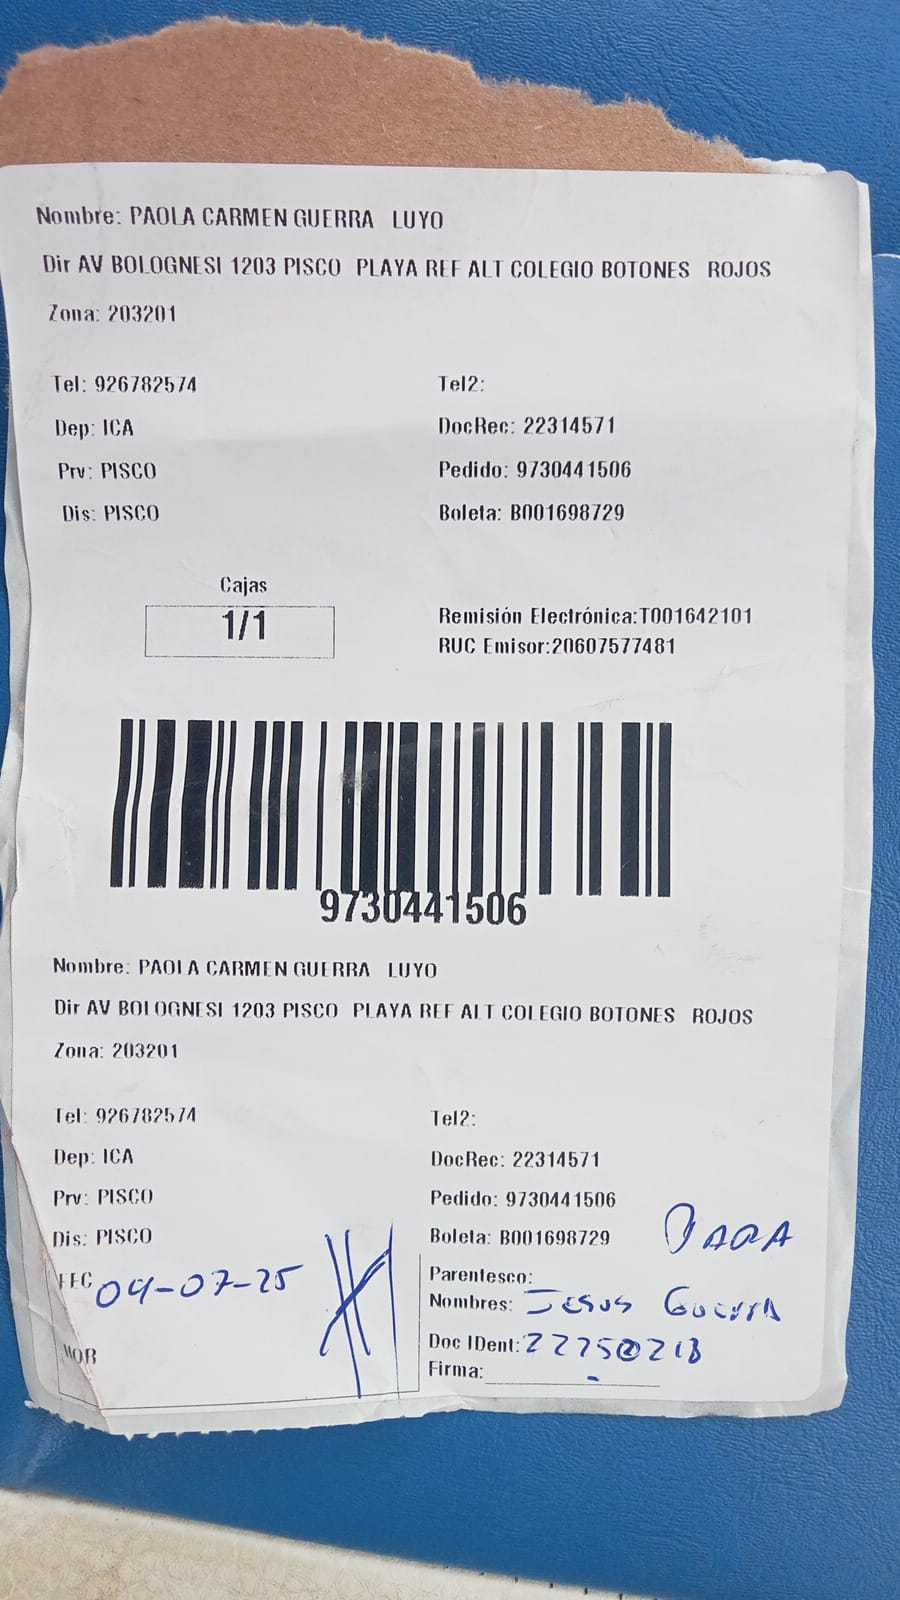 Nombre: PAOLA CARMEN GUERRA LUYO
Dir AV BOLOGNESI 1203 PISCO PLAYA REF ALT COLEGIO BOTONES ROJOS
Zona: 203201
Tel: 926782574 Tel2:
Dep: ICA DocRec: 22314571
Prv: PISCO Pedido: 9730441506
Dis: PISCO Boleta: B001698729
Cajas
1/1
Remisión Electrónica:T001642101
RUC Emisor:20607577481
9730441506
Nombre: PAOLA CARMEN GUERRA LUYO
Dir AV BOLOGNESI 1203 PISCO PLAYA REF ALT COLEGIO BOTONES ROJOS
Zona: 203201
Tel: 926782574 Tel2:
Dep: ICA DocRec: 22314571
Prv: PISCO Pedido: 9730441506
Dis: PISCO Boleta: B001698729
FEC 04-07-25 Parentesco:
Nombres: JESUS GUERRA
HOR Doc IDent:
Firma: